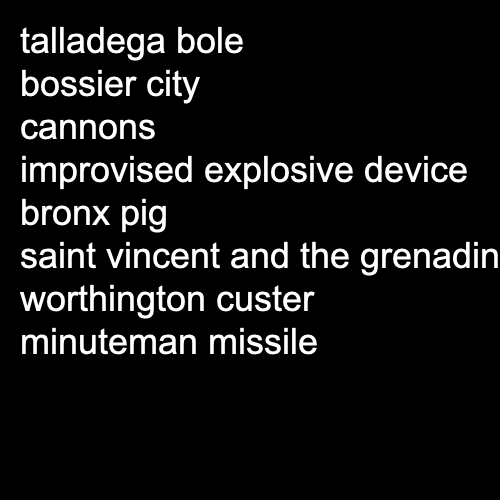 talladega bole
bossier city
cannons
improvised explosive device
bronx pig
saint vincent and the grenadin
worthington custer
minuteman missile